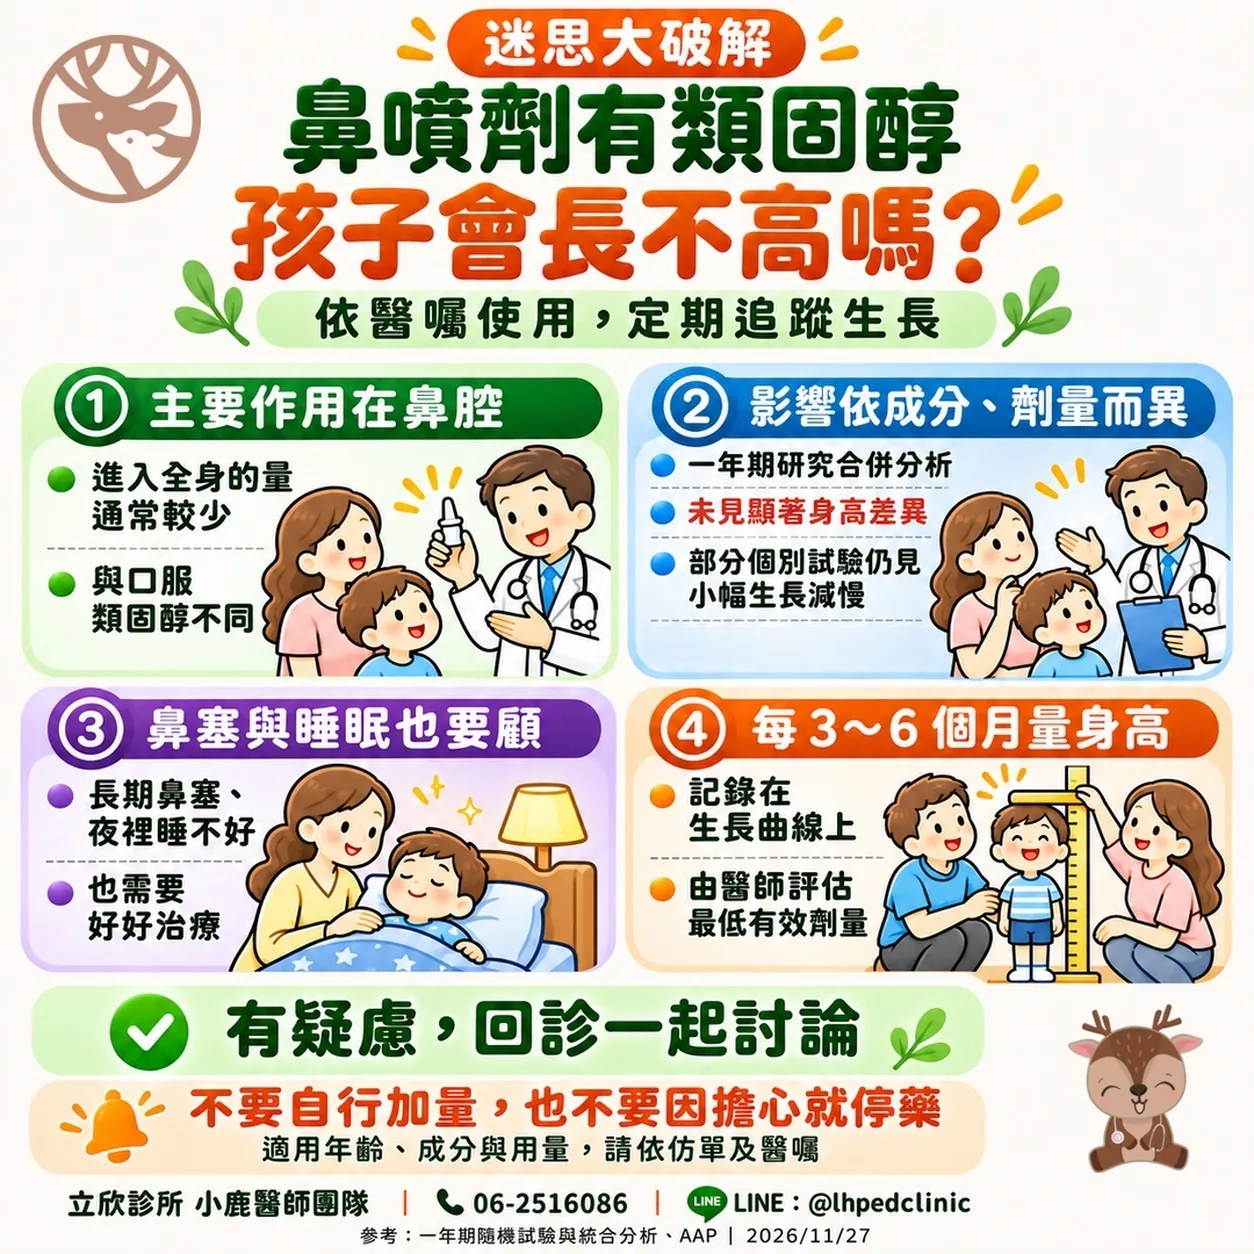 迷思大破解
鼻噴劑有類固醇
孩子會長不高嗎？
依醫囑使用，定期追蹤生長
① 主要作用在鼻腔
進入全身的量
通常較少
與口服
類固醇不同
② 影響依成分、劑量而異
一年期研究合併分析
未見顯著身高差異
部分個別試驗仍見
小幅生長減慢
③ 鼻塞與睡眠也要顧
長期鼻塞、
夜裡睡不好
也需要
好好治療
④ 每 3～6 個月量身高
記錄在
生長曲線上
由醫師評估
最低有效劑量
有疑慮，回診一起討論
不要自行加量，也不要因擔心就停藥
適用年齡、成分與用量，請依仿單及醫囑
立欣診所 小鹿醫師團隊 | 06-2516086 | LINE LINE：@lhpedclinic
參考：一年期隨機試驗與統合分析、AAP | 2026/11/27